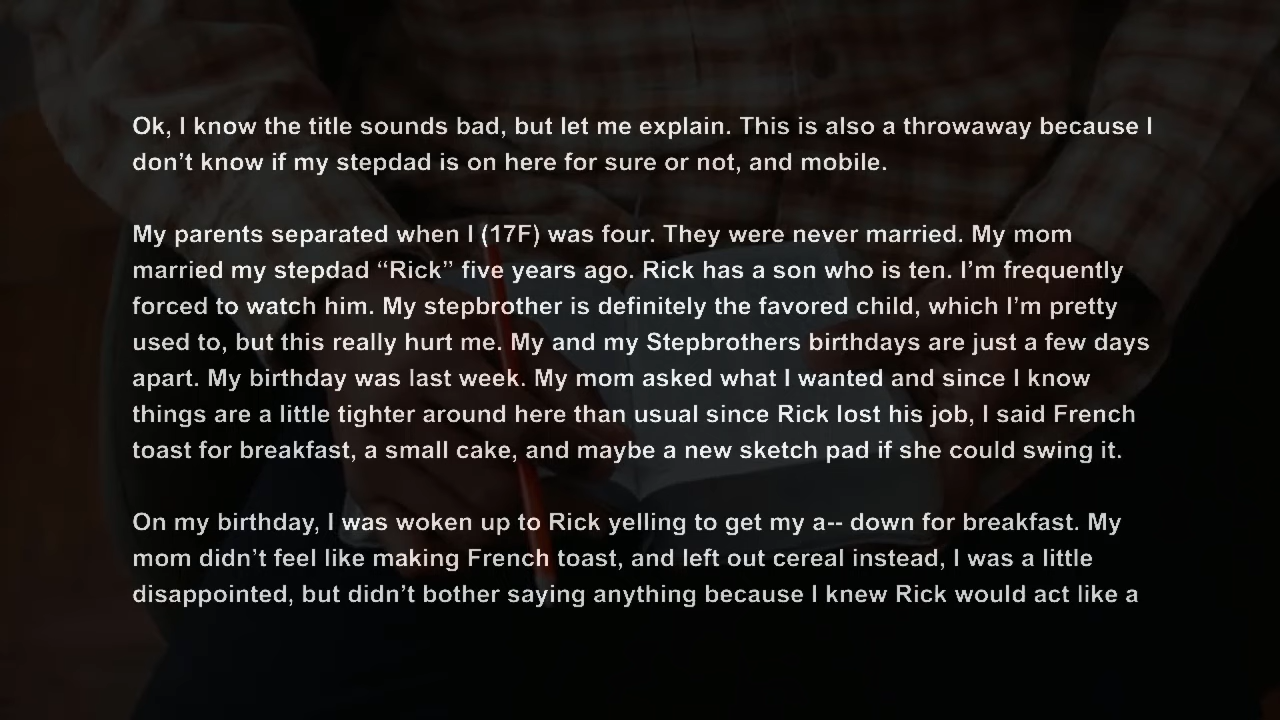 Ok, I know the title sounds bad, but let me explain. This is also a throwaway because I
don’t know if my stepdad is on here for sure or not, and mobile.
My parents separated when I (17F) was four. They were never married. My mom
married my stepdad “Rick” five years ago. Rick has a son who is ten. I’m frequently
forced to watch him. My stepbrother is definitely the favored child, which I’m pretty
used to, but this really hurt me. My and my Stepbrothers birthdays are just a few days
apart. My birthday was last week. My mom asked what I wanted and since I know
things are a little tighter around here than usual since Rick lost his job, I said French
toast for breakfast, a small cake, and maybe a new sketch pad if she could swing it.
On my birthday, I was woken up to Rick yelling to get my a-- down for breakfast. My
mom didn’t feel like making French toast, and left out cereal instead, I was a little
disappointed, but didn’t bother saying anything because I knew Rick would act like a